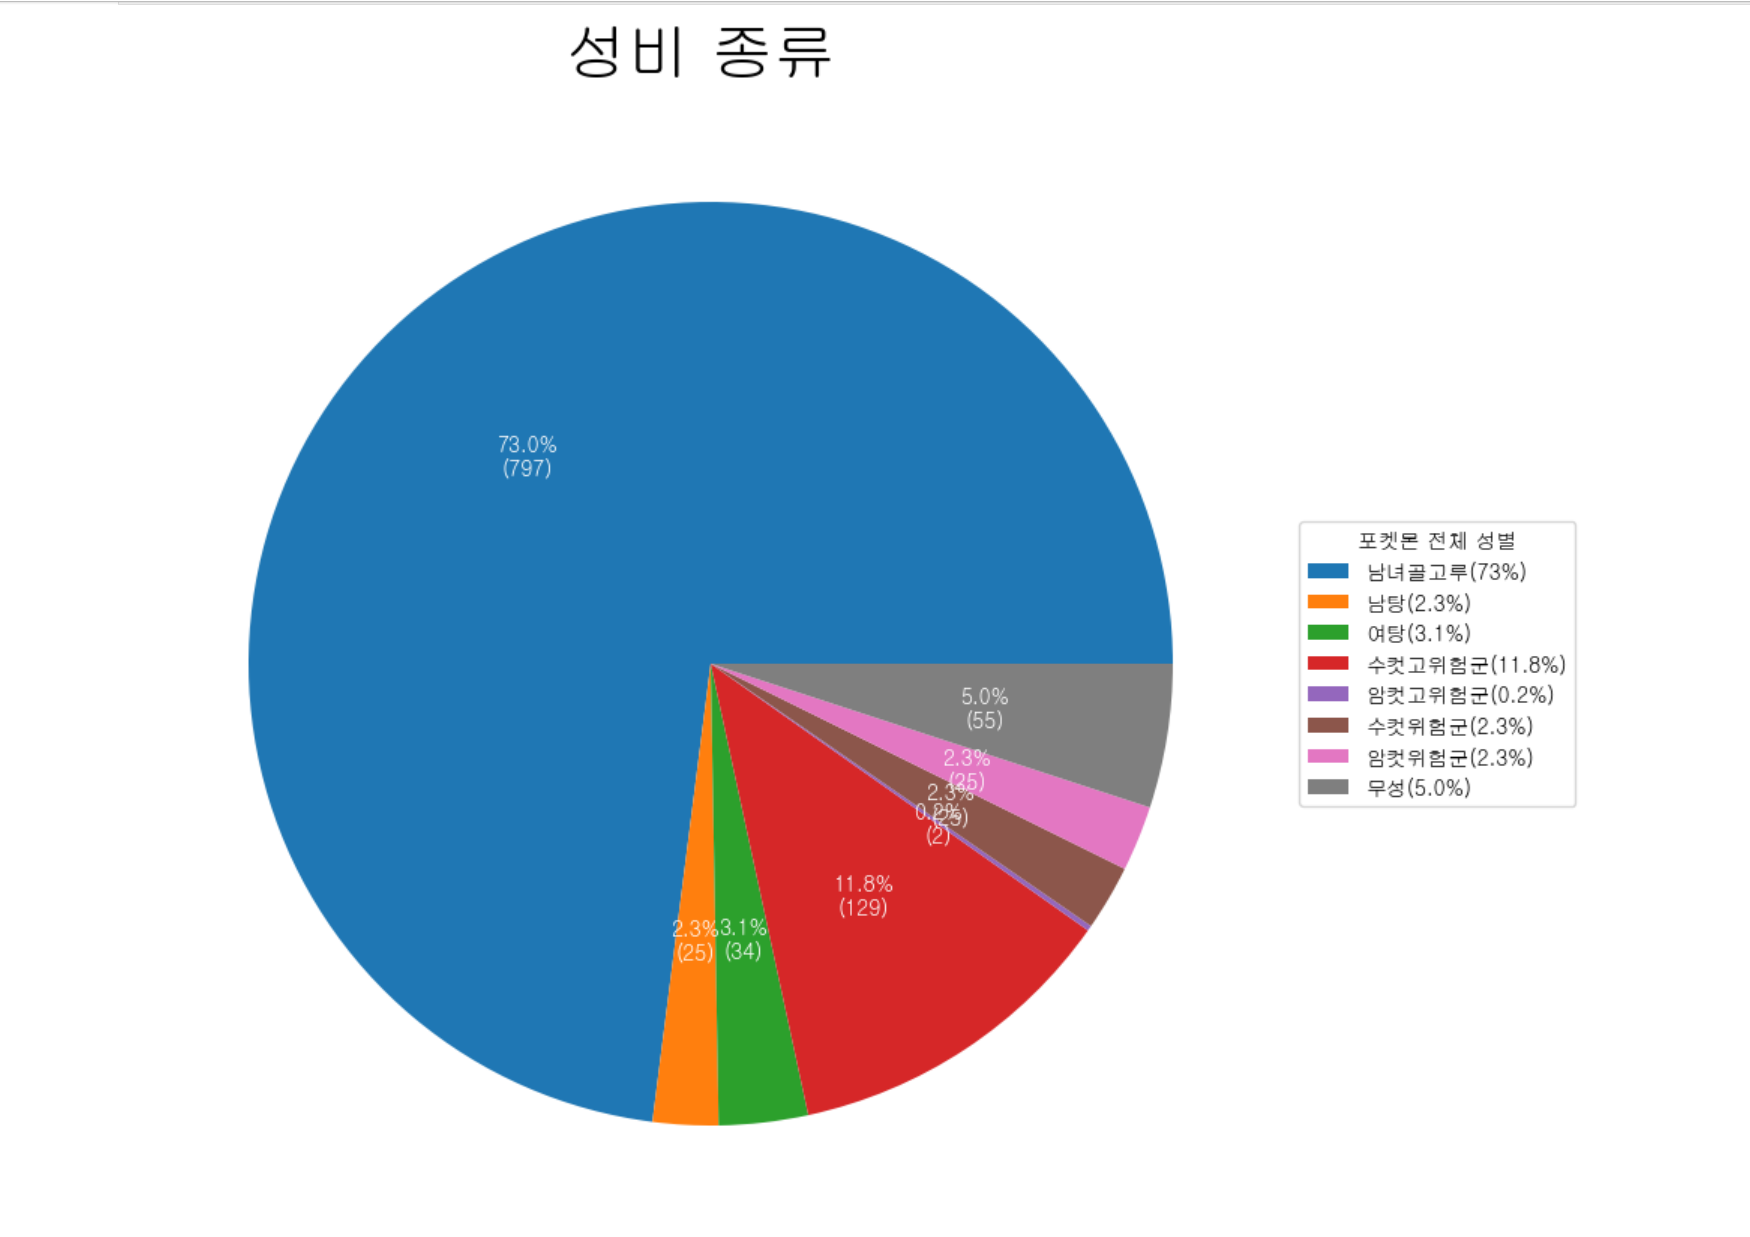 성비 종류
73.0%
(797)
5.0%
(55)
2.3%
(25)
2.3%
(25)
0.2%
(2)
11.8%
(129)
2.3%
(25)
3.1%
(34)
포켓몬 전체 성별
남녀골고루(73%)
남탕(2.3%)
여탕(3.1%)
수컷고위험군(11.8%)
암컷고위험군(0.2%)
수컷위험군(2.3%)
암컷위험군(2.3%)
무성(5.0%)